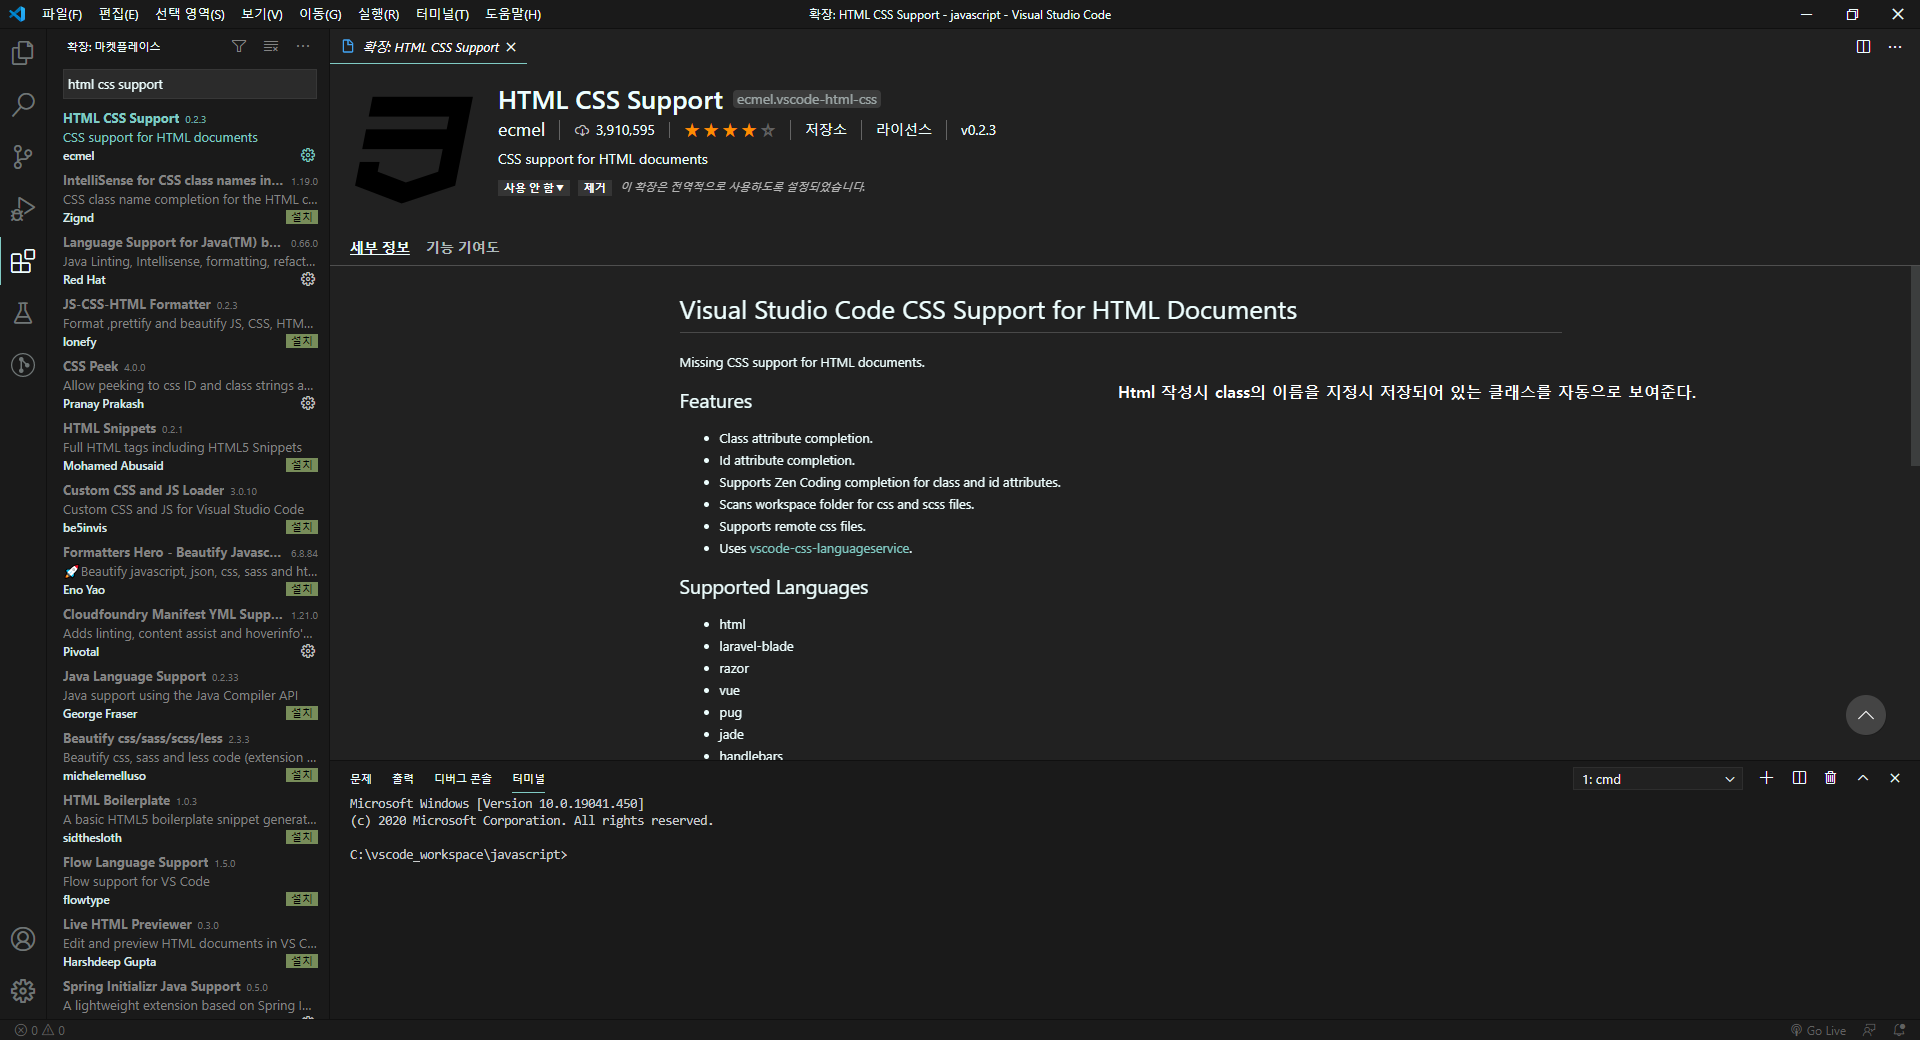 파일(F) 편집(E) 선택 영역(S) 보기(V) 이동(G) 실행(R) 터미널(T) 도움말(H)
확장: HTML CSS Support - javascript - Visual Studio Code
확장: 마켓플레이스
html css support
HTML CSS Support 0.2.3
CSS support for HTML documents
ecmel
IntelliSense for CSS class names in... 1.19.0
CSS class name completion for the HTML c...
Zignd 설치
Language Support for Java(TM) b... 0.66.0
Java Linting, Intellisense, formatting, refact...
Red Hat
JS-CSS-HTML Formatter 0.2.3
Format ,prettify and beautify JS, CSS, HTM...
lonefy 설치
CSS Peek 4.0.0
Allow peeking to css ID and class strings a...
Pranay Prakash
HTML Snippets 0.2.1
Full HTML tags including HTML5 Snippets
Mohamed Abusaid 설치
Custom CSS and JS Loader 3.0.10
Custom CSS and JS for Visual Studio Code
be5invis 설치
Formatters Hero - Beautify Javasc... 6.8.84
Beautify javascript, json, css, sass and ht...
Eno Yao 설치
Cloudfoundry Manifest YML Supp... 1.21.0
Adds linting, content assist and hoverinfo'...
Pivotal
Java Language Support 0.2.33
Java support using the Java Compiler API
George Fraser 설치
Beautify css/sass/scss/less 2.3.3
Beautify css, sass and less code (extension ...
michelemelluso 설치
HTML Boilerplate 1.0.3
A basic HTML5 boilerplate snippet generat...
sidthesloth 설치
Flow Language Support 1.5.0
Flow support for VS Code
flowtype 설치
Live HTML Previewer 0.3.0
Edit and preview HTML documents in VS C...
Harshdeep Gupta 설치
Spring Initializr Java Support 0.5.0
A lightweight extension based on Spring I...
확장: HTML CSS Support
HTML CSS Support ecmel.vscode-html-css
ecmel 3,910,595 저장소 라이선스 v0.2.3
CSS support for HTML documents
사용 안 함▼ 제거 이 확장은 전역적으로 사용하도록 설정되었습니다.
세부 정보 기능 기여도
Visual Studio Code CSS Support for HTML Documents
Missing CSS support for HTML documents.
Html 작성시 class의 이름을 지정시 저장되어 있는 클래스를 자동으로 보여준다.
Features
Class attribute completion.
Id attribute completion.
Supports Zen Coding completion for class and id attributes.
Scans workspace folder for css and scss files.
Supports remote css files.
Uses vscode-css-languageservice.
Supported Languages
html
laravel-blade
razor
vue
pug
jade
handlebars
문제 출력 디버그 콘솔 터미널
1: cmd
Microsoft Windows [Version 10.0.19041.450]
(c) 2020 Microsoft Corporation. All rights reserved.
C:\vscode_workspace\javascript>
0 0
Go Live